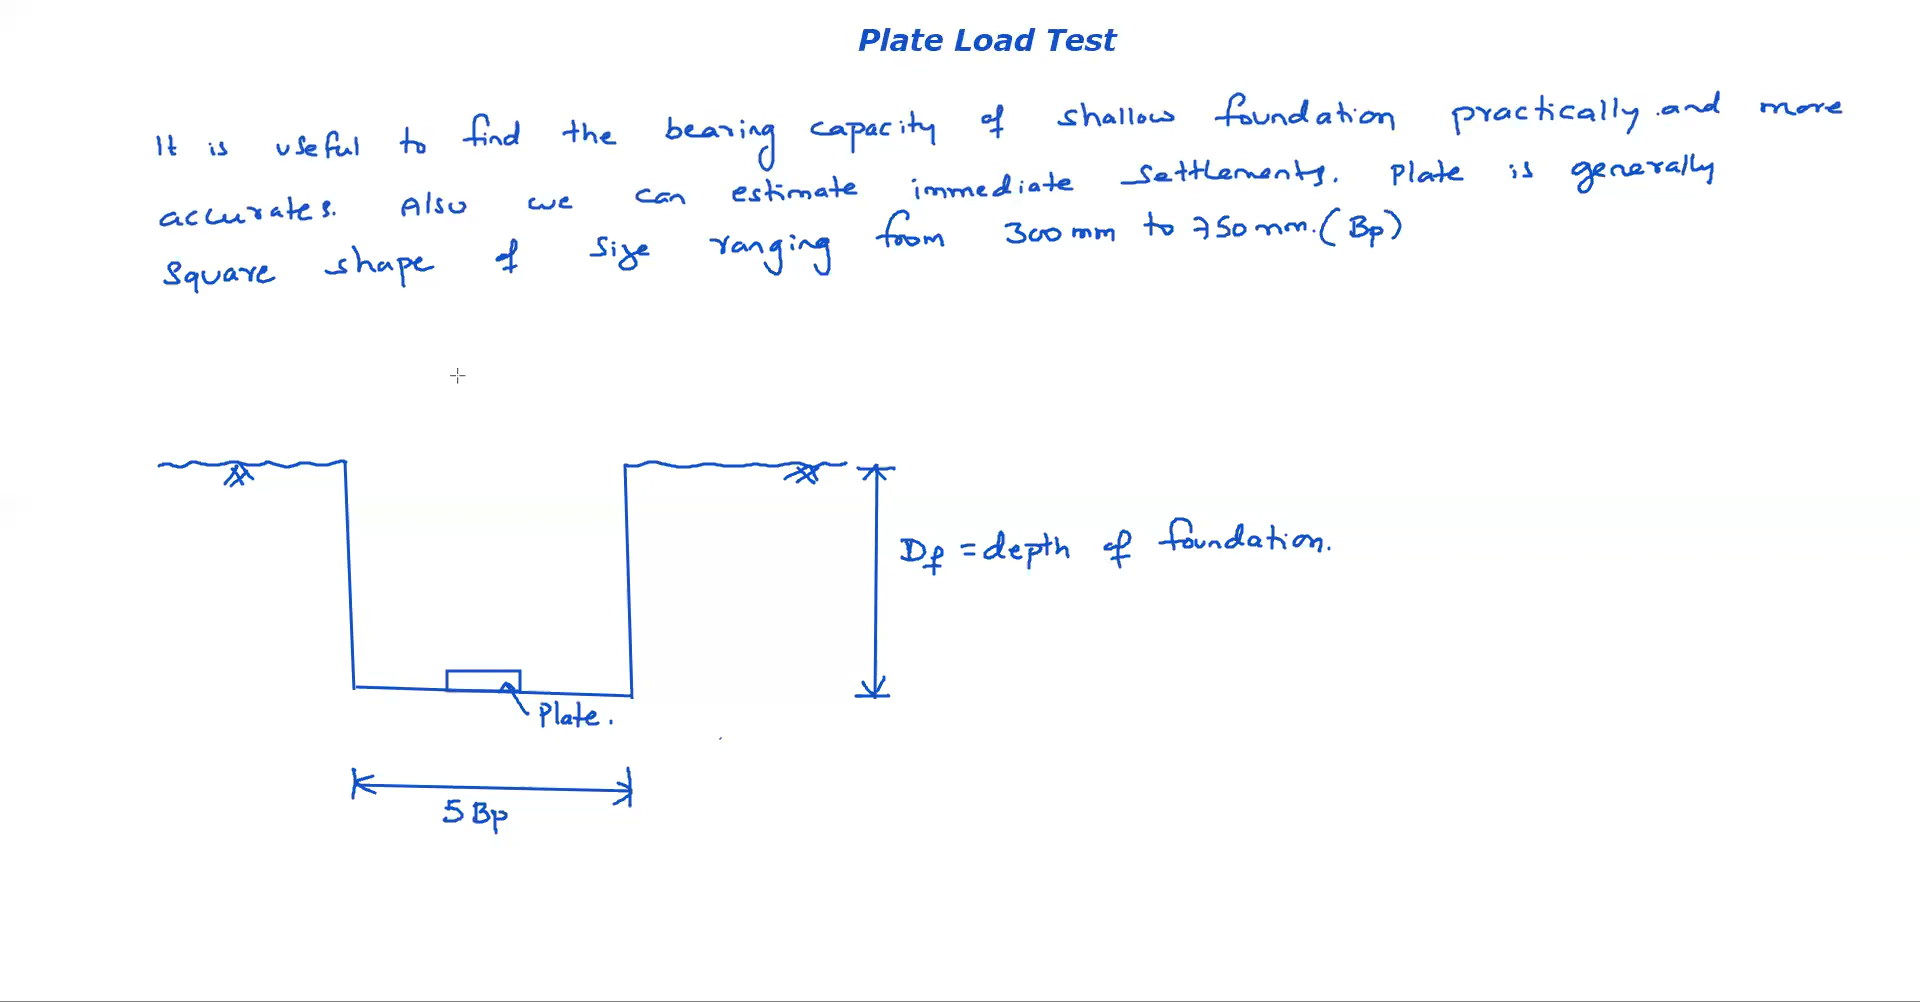 Plate Load Test
It is useful to find the bearing capacity of shallow foundation practically and more
accurates. Also we can estimate immediate settlements. Plate is generally
Square shape of size ranging from 300 mm to 750 mm. (Bp)
Df = depth of foundation.
Plate.
5 Bp